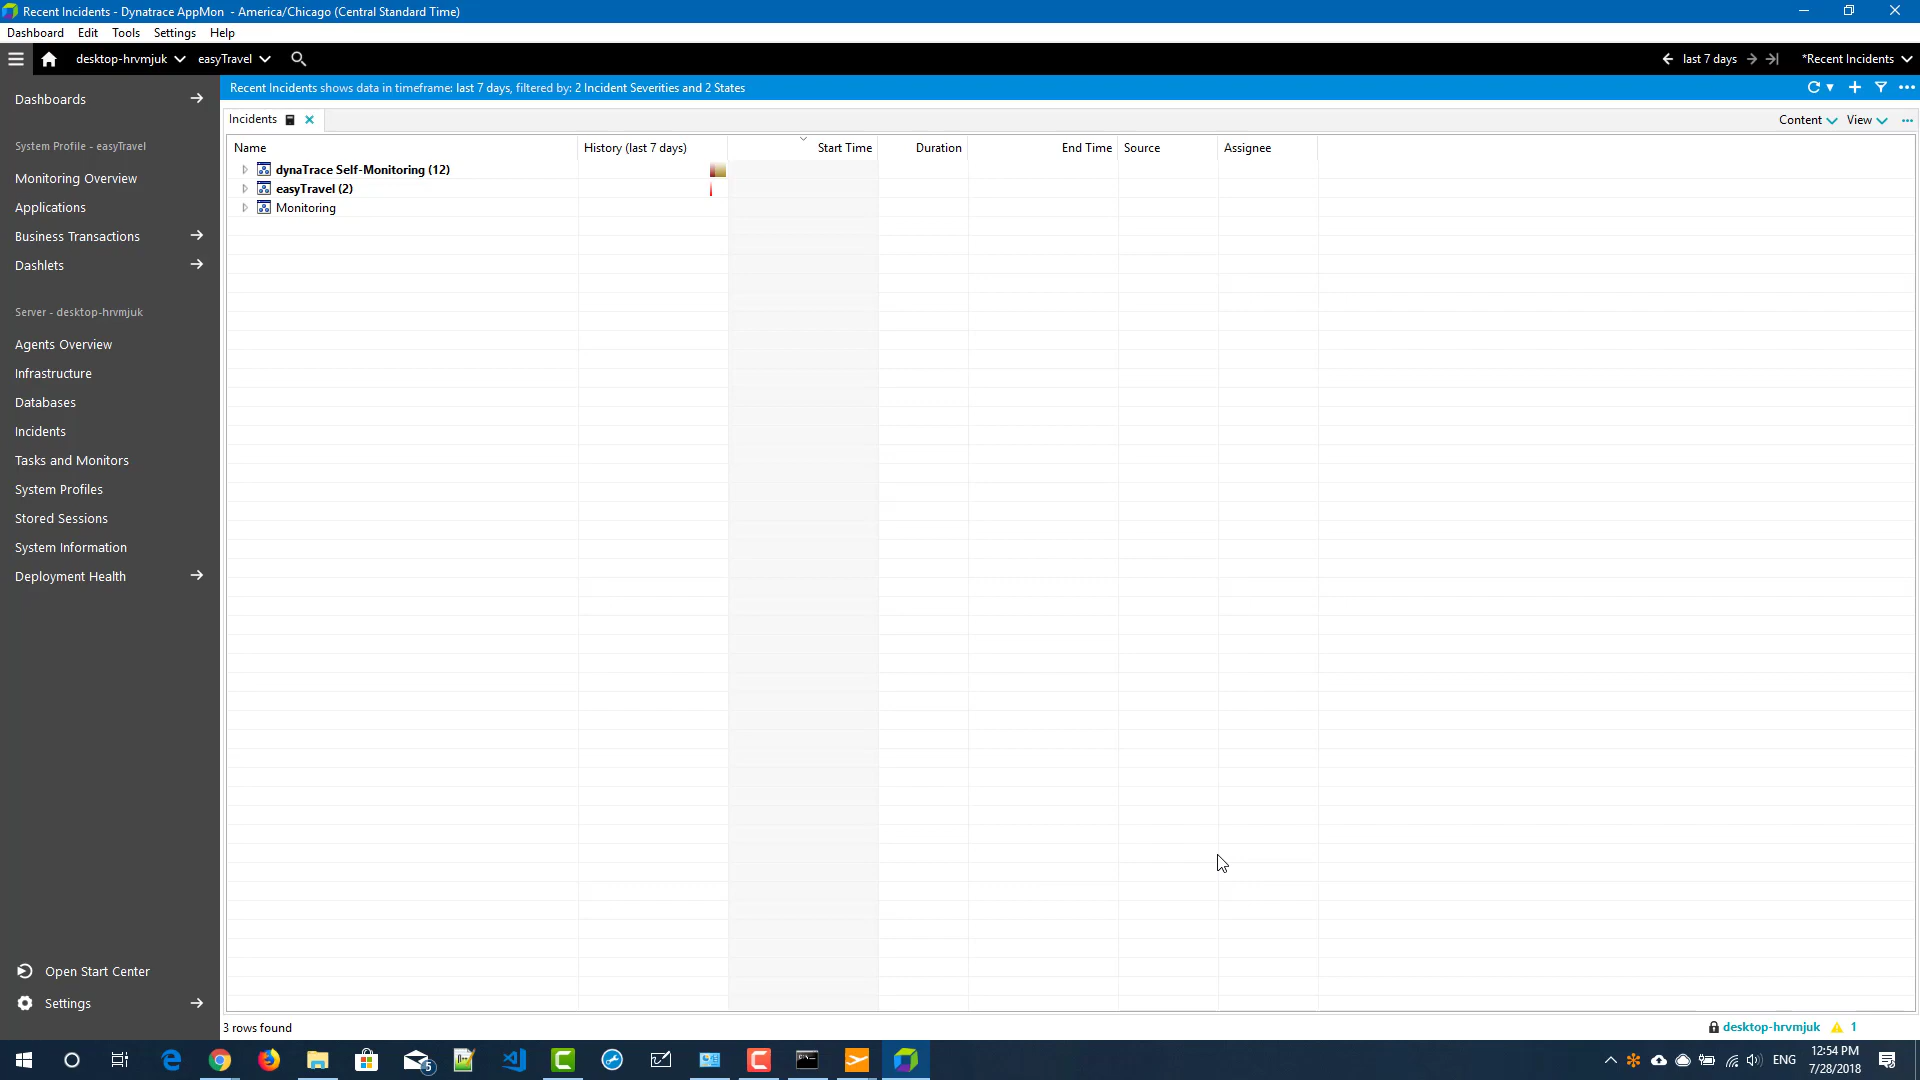 Recent Incidents - Dynatrace AppMon - America/Chicago (Central Standard Time)
Dashboard Edit Tools Settings Help
desktop-hrvmjuk easyTravel last 7 days *Recent Incidents
Dashboards
Recent Incidents shows data in timeframe: last 7 days, filtered by: 2 Incident Severities and 2 States
Incidents Content View
System Profile - easyTravel
Monitoring Overview
Applications
Business Transactions
Dashlets
Server - desktop-hrvmjuk
Agents Overview
Infrastructure
Databases
Incidents
Tasks and Monitors
System Profiles
Stored Sessions
System Information
Deployment Health
Open Start Center
Settings
Name History (last 7 days) Start Time Duration End Time Source Assignee
dynaTrace Self-Monitoring (12)
easyTravel (2)
Monitoring
3 rows found
desktop-hrvmjuk 1
5
ENG
12:54 PM
7/28/2018